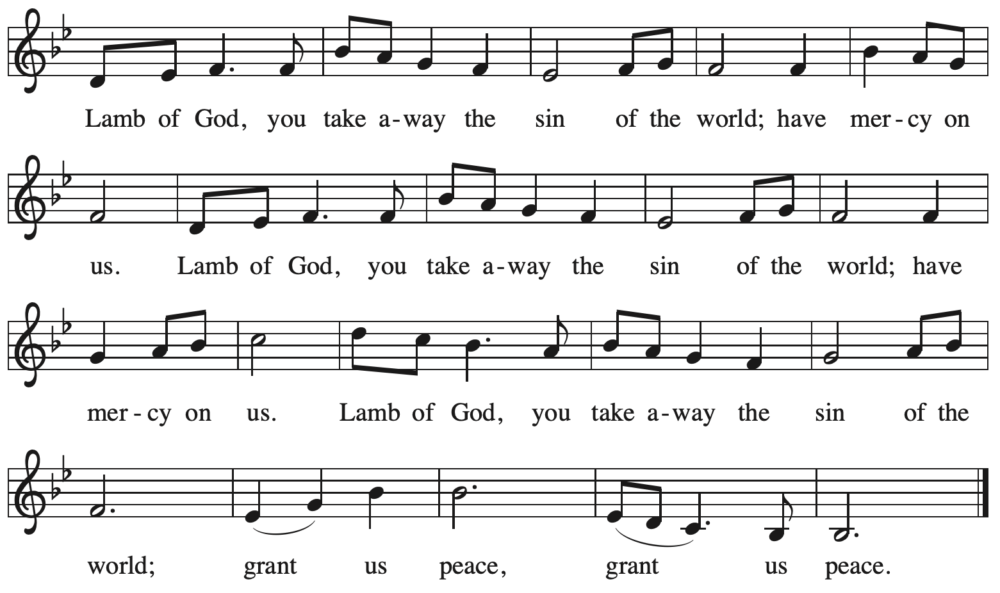 Lamb of God, you take a-way the sin of the world; have mer-cy on
us. Lamb of God, you take a-way the sin of the world; have
mer-cy on us. Lamb of God, you take a-way the sin of the
world; grant us peace, grant us peace.